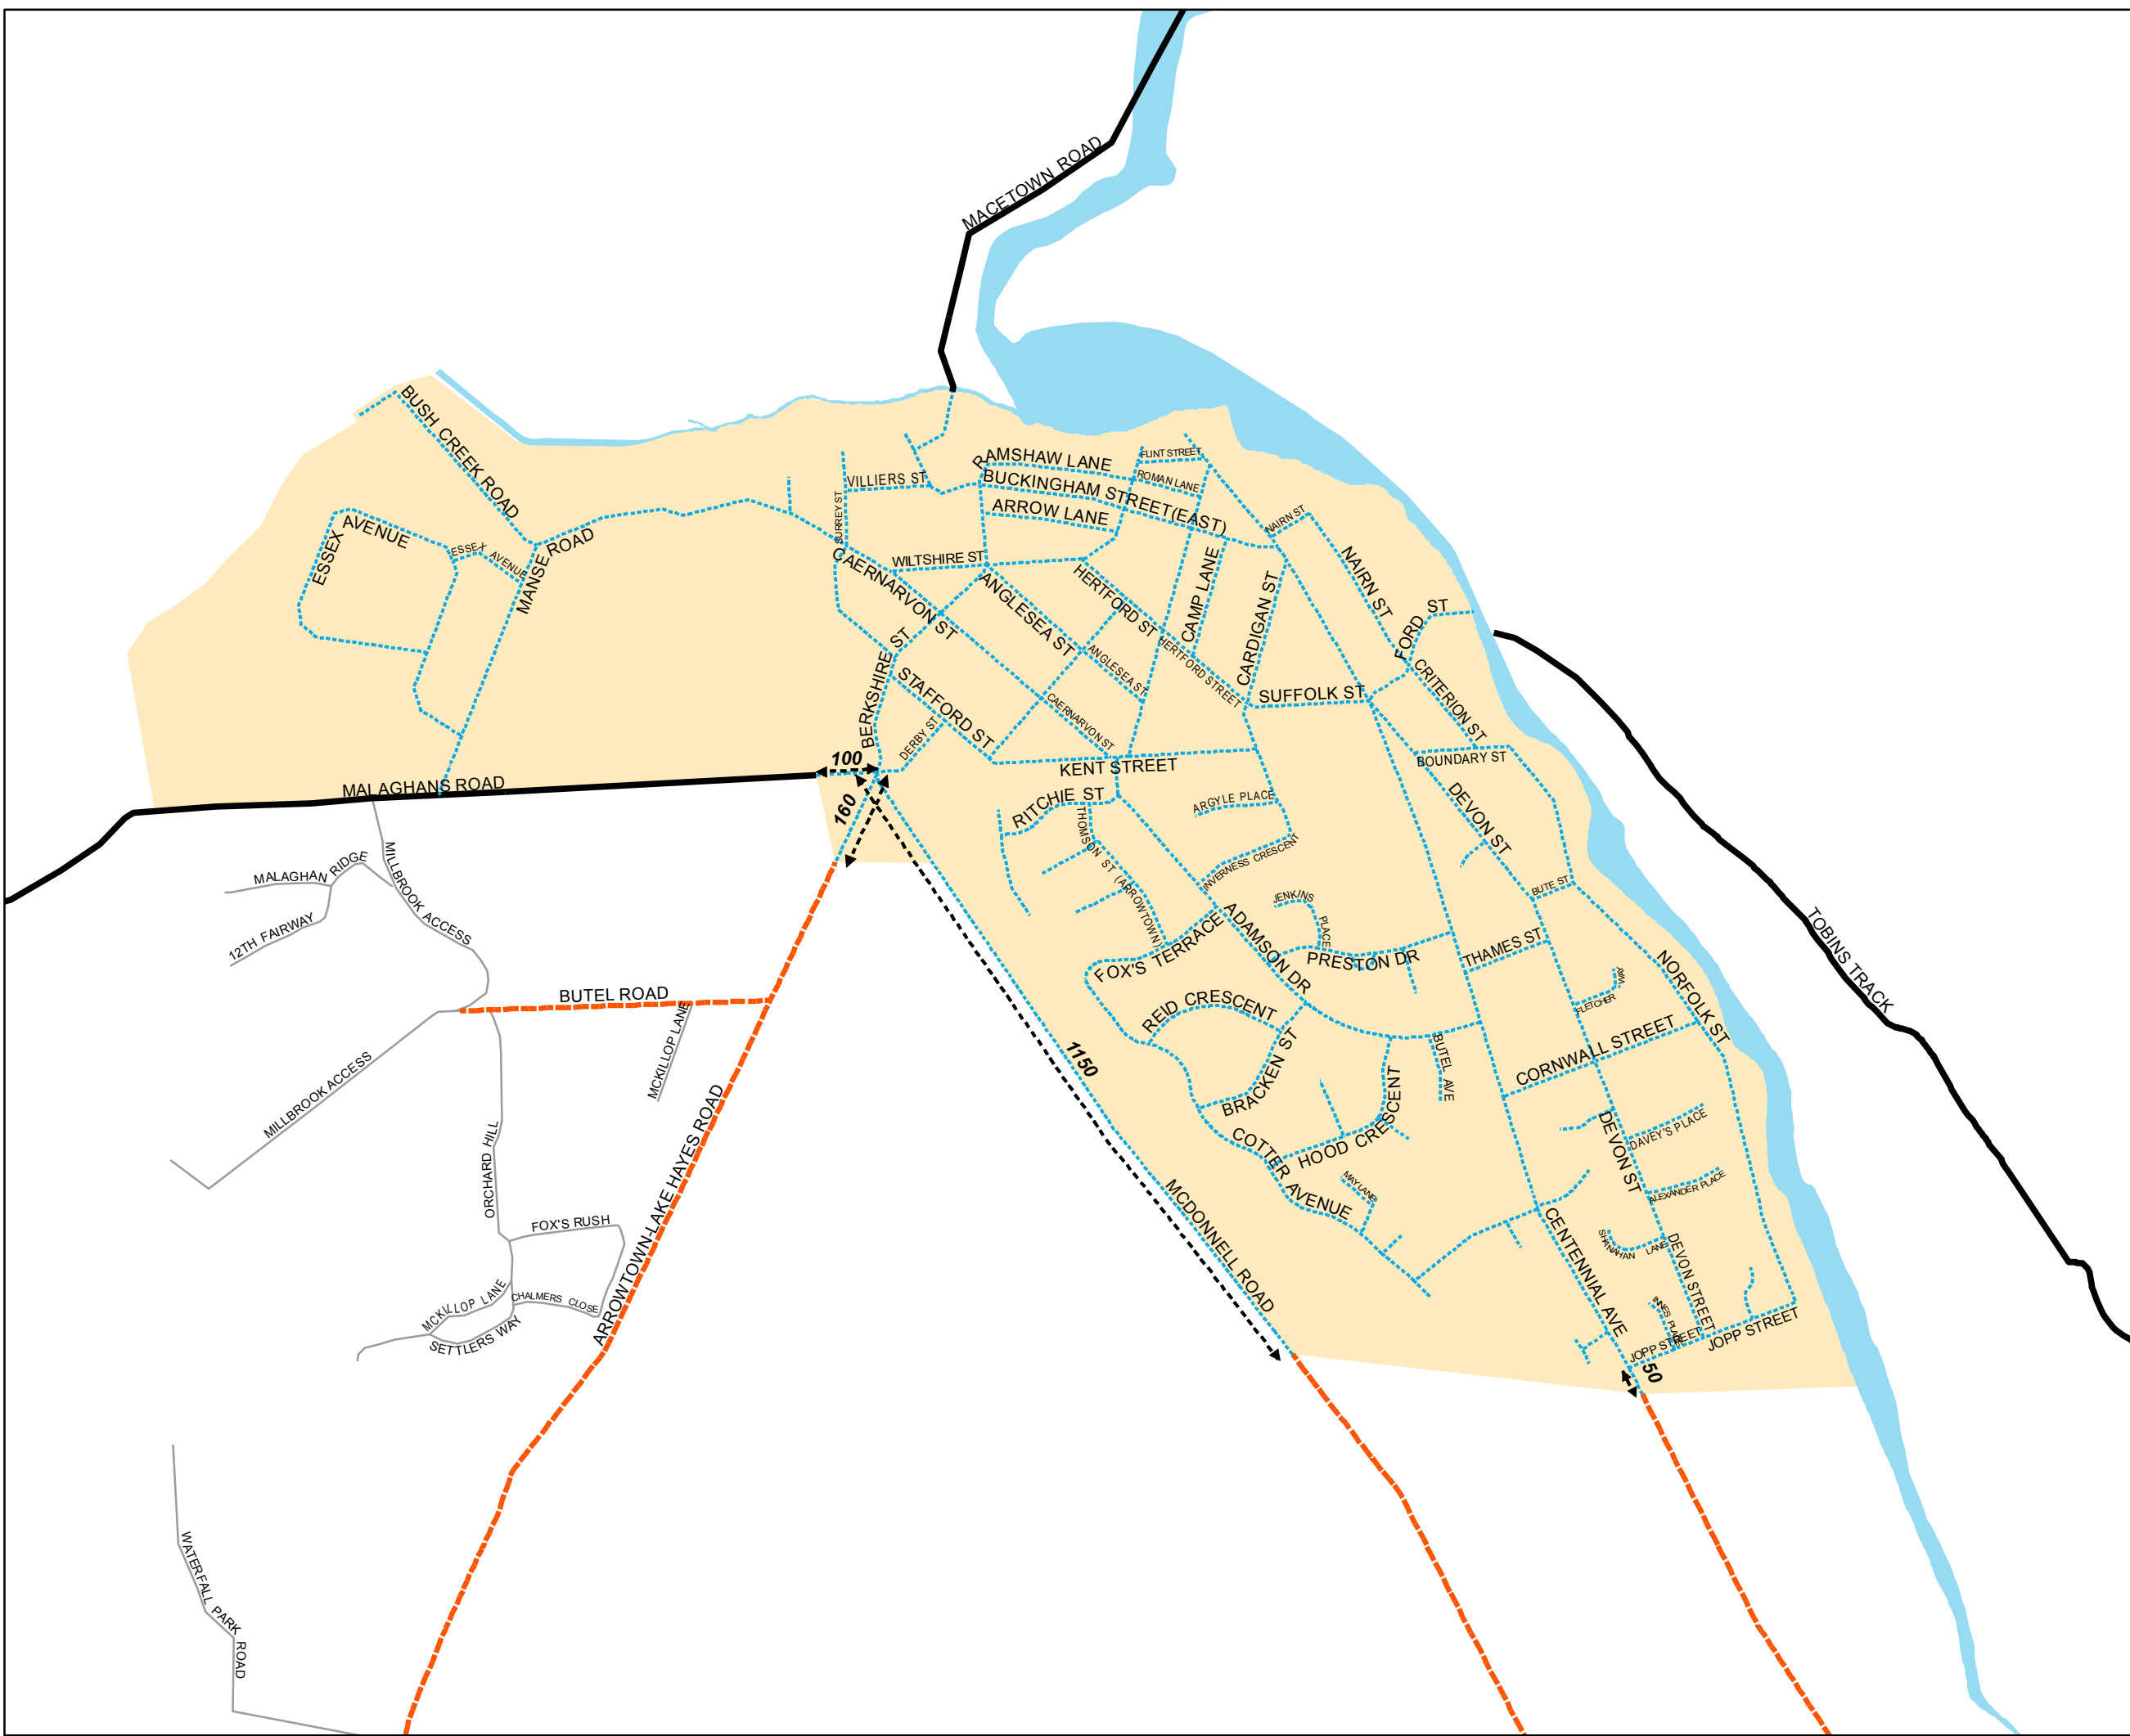 MACETOWN ROAD
BUSH CREEK ROAD
ESSEX
AVENUE
ESSEX AVENUE
MANSE ROAD
VILLIERS ST
SURREY ST
RAMSHAW LANE
FLINT STREET
ROMAN LANE
BUCKINGHAM STREET(EAST)
ARROW LANE
WILTSHIRE ST
CAERNARVON ST
ANGLESEA ST
HERTFORD ST
HERTFORD STREET
ANGLESEA ST
CAERNARVON ST
CAMP LANE
CARDIGAN ST
NAIRN ST
NAIRN ST
FORD ST
CRITERION ST
SUFFOLK ST
BOUNDARY ST
BERKSHIRE ST
STAFFORD ST
DERBY ST
KENT STREET
MALAGHANS ROAD
100
160
1150
50
RITCHIE ST
THOMSON ST (ARROWTOWN)
ARGYLE PLACE
INVERNESS CRESCENT
JENKINS PLACE
ADAMSON DR
PRESTON DR
FOX'S TERRACE
REID CRESCENT
BRACKEN ST
BUTEL AVE
HOOD CRESCENT
COTTER AVENUE
MAY LANE
MCDONNELL ROAD
DEVON ST
BUTE ST
THAMES ST
NORFOLK ST
FLETCHER
CORNWALL STREET
DEVON ST
DAVEY'S PLACE
ALEXANDER PLACE
SHANAHAN LANE
DEVON STREET
CENTENNIAL AVE
INNES PLACE
JOPP STREET
JOPP STREET
TOBINS TRACK
MALAGHAN RIDGE
12TH FAIRWAY
MILLBROOK ACCESS
BUTEL ROAD
MCKILLOP LANE
MILLBROOK ACCESS
ORCHARD HILL
FOX'S RUSH
MCKILLOP LANE
CHALMERS CLOSE
SETTLERS WAY
ARROWTOWN-LAKE HAYES ROAD
WATERFALL PARK ROAD